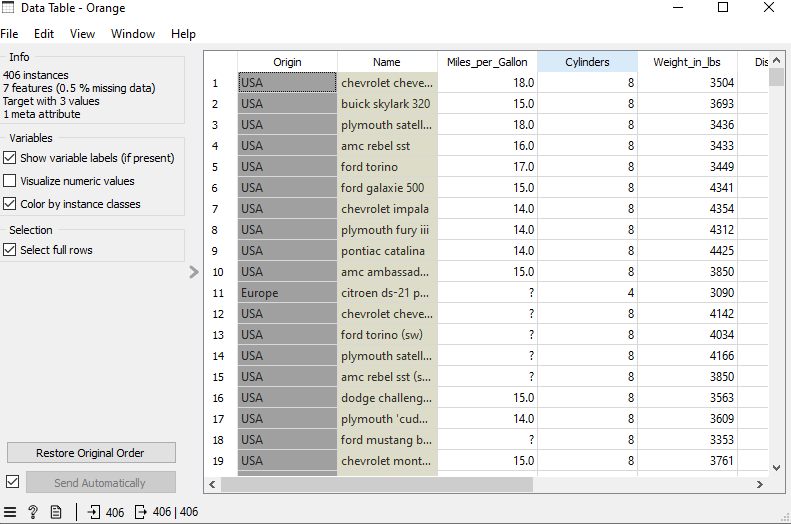 Data Table - Orange
File Edit View Window Help
Info
406 instances
7 features (0.5 % missing data)
Target with 3 values
1 meta attribute
Variables
Show variable labels (if present)
Visualize numeric values
Color by instance classes
Selection
Select full rows
Restore Original Order
Send Automatically
406 406 | 406
Origin Name Miles_per_Gallon Cylinders Weight_in_lbs Dis
1 USA chevrolet cheve... 18.0 8 3504
2 USA buick skylark 320 15.0 8 3693
3 USA plymouth satell... 18.0 8 3436
4 USA amc rebel sst 16.0 8 3433
5 USA ford torino 17.0 8 3449
6 USA ford galaxie 500 15.0 8 4341
7 USA chevrolet impala 14.0 8 4354
8 USA plymouth fury iii 14.0 8 4312
9 USA pontiac catalina 14.0 8 4425
10 USA amc ambassad... 15.0 8 3850
11 Europe citroen ds-21 p... ? 4 3090
12 USA chevrolet cheve... ? 8 4142
13 USA ford torino (sw) ? 8 4034
14 USA plymouth satell... ? 8 4166
15 USA amc rebel sst (s... ? 8 3850
16 USA dodge challeng... 15.0 8 3563
17 USA plymouth 'cud... 14.0 8 3609
18 USA ford mustang b... ? 8 3353
19 USA chevrolet mont... 15.0 8 3761